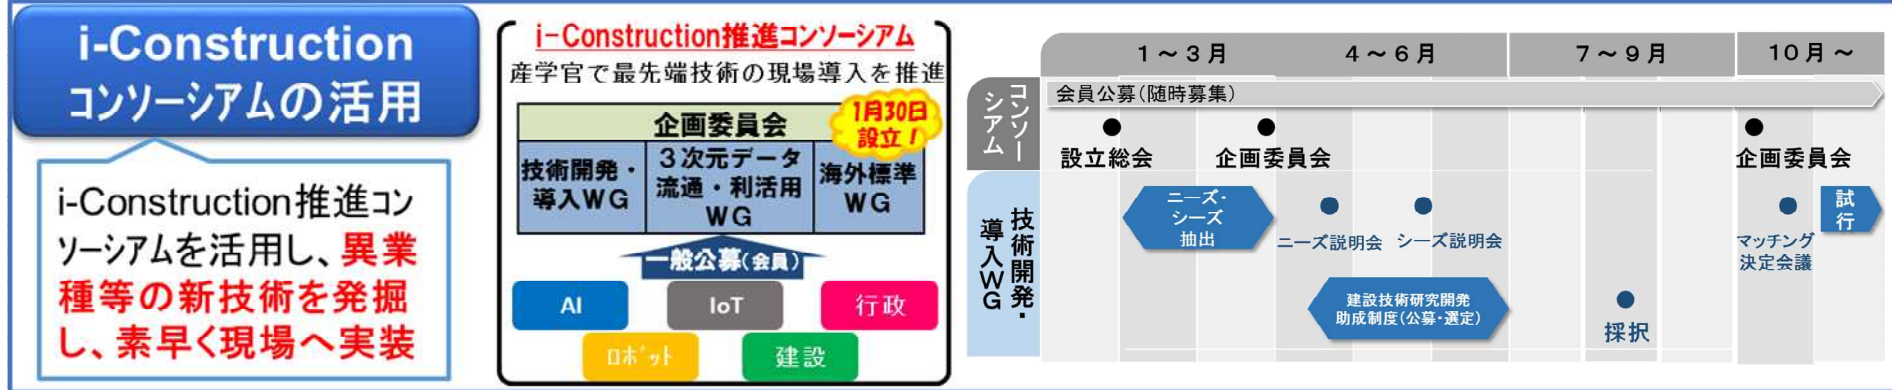 i-Construction
コンソーシアムの活用
i-Construction推進コン
ソーシアムを活用し、異業
種等の新技術を発掘
し、素早く現場へ実装
i-Construction推進コンソーシアム
産学官で最先端技術の現場導入を推進
企画委員会
1月30日
設立！
技術開発・
導入WG
３次元データ
流通・利活用
WG
海外標準
WG
一般公募(会員)
AI
IoT
行政
ロボット
建設
1～3月
4～6月
7～9月
10月～
コンソー
シアム
会員公募(随時募集)
設立総会
企画委員会
企画委員会
技術開発・
導入WG
ニーズ・
シーズ
抽出
ニーズ説明会
シーズ説明会
マッチング
決定会議
試
行
建設技術研究開発
助成制度(公募・選定)
採択